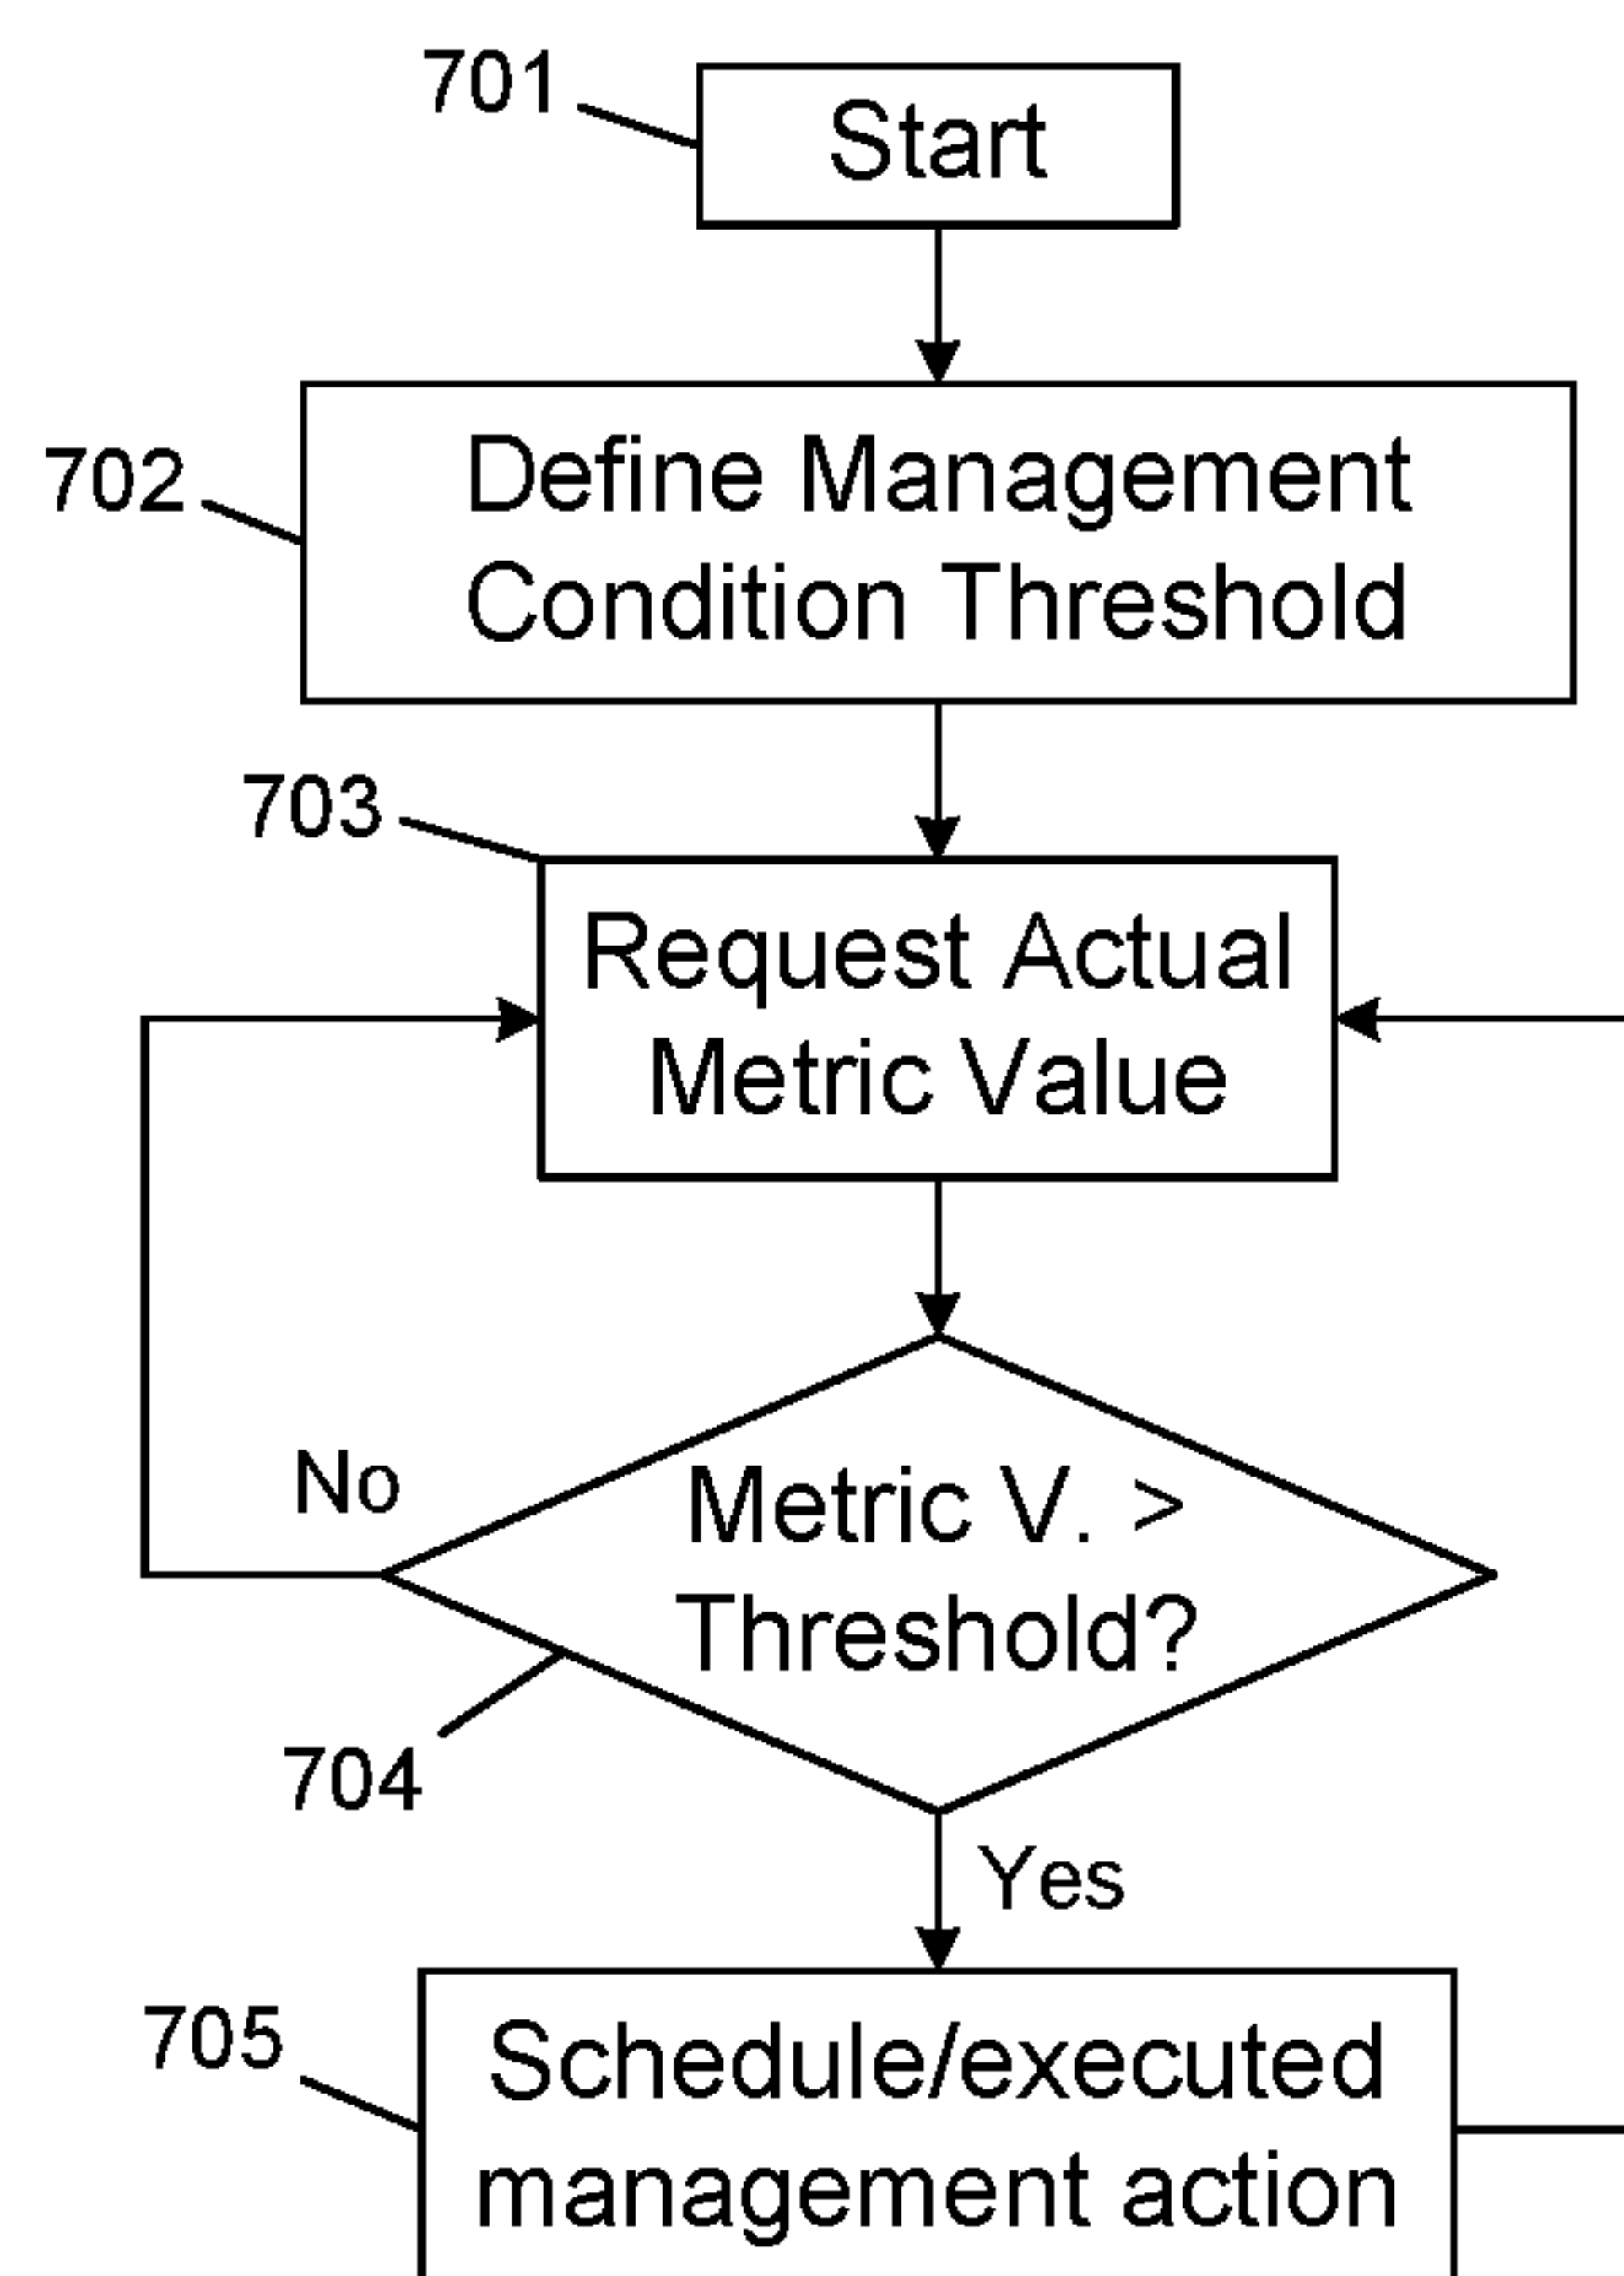 701
Start
702
Define Management
Condition Threshold
703
Request Actual
Metric Value
No
Metric V. >
Threshold?
704
Yes
705
Schedule/executed
management action